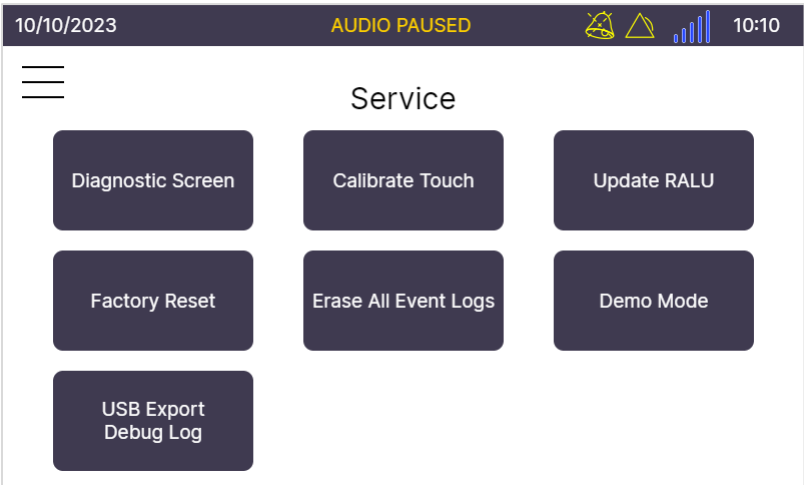 10/10/2023 AUDIO PAUSED 10:10
Service
Diagnostic Screen Calibrate Touch Update RALU
Factory Reset Erase All Event Logs Demo Mode
USB Export
Debug Log